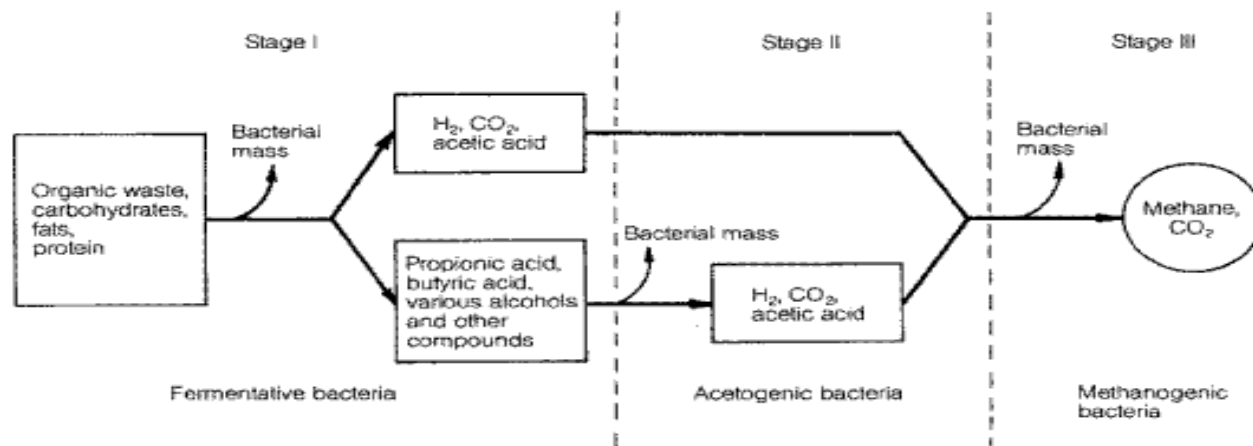 Stage I
Stage II
Stage III
Organic waste,
carbohydrates,
fats,
protein
Bacterial
mass
H₂, CO₂,
acetic acid
Propionic acid,
butyric acid,
various alcohols
and other
compounds
Bacterial mass
H₂, CO₂,
acetic acid
Bacterial
mass
Methane,
CO₂
Fermentative bacteria
Acetogenic bacteria
Methanogenic
bacteria